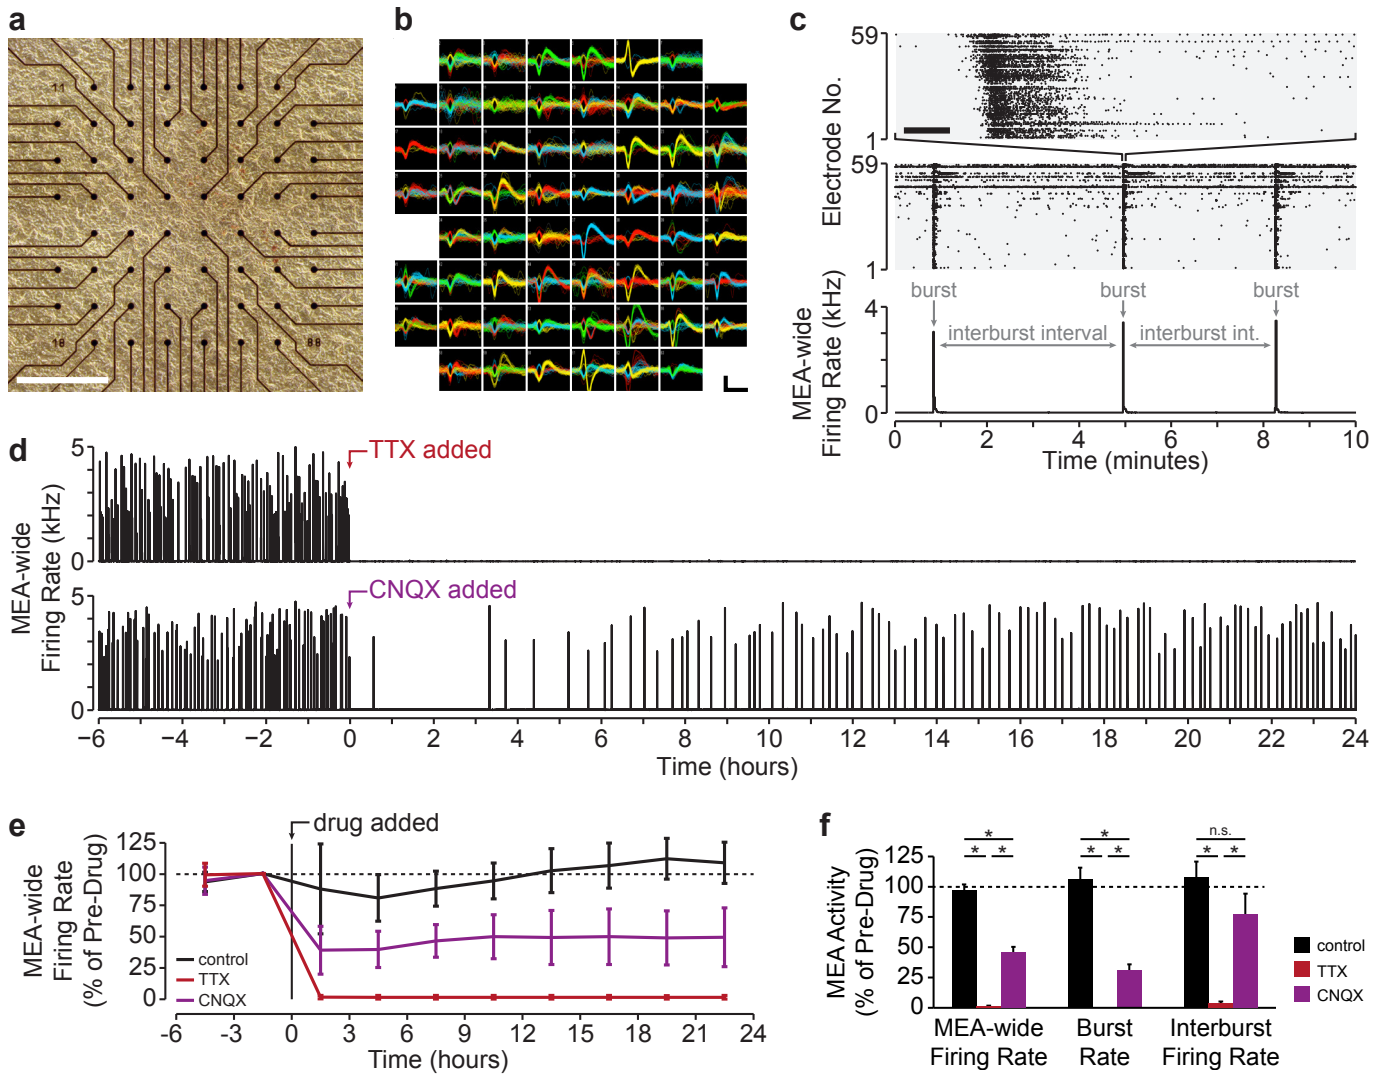 a
11
18
88
b
c
59
1
Electrode No.
59
1
burst
burst
burst
interburst interval
interburst int.
4
0
MEA-wide
Firing Rate (kHz)
0
2
4
6
8
10
Time (minutes)
d
5
0
TTX added
5
0
CNQX added
MEA-wide
Firing Rate (kHz)
−6
−4
−2
0
2
4
6
8
10
12
14
16
18
20
22
24
Time (hours)
e
drug added
125
100
75
50
25
0
MEA-wide
Firing Rate
(% of Pre-Drug)
control
TTX
CNQX
-6
-3
0
3
6
9
12
15
18
21
24
Time (hours)
f
*
*
n.s.
* *
* *
* *
125
100
75
50
25
0
MEA Activity
(% of Pre-Drug)
control
TTX
CNQX
MEA-wide
Firing Rate
Burst
Rate
Interburst
Firing Rate